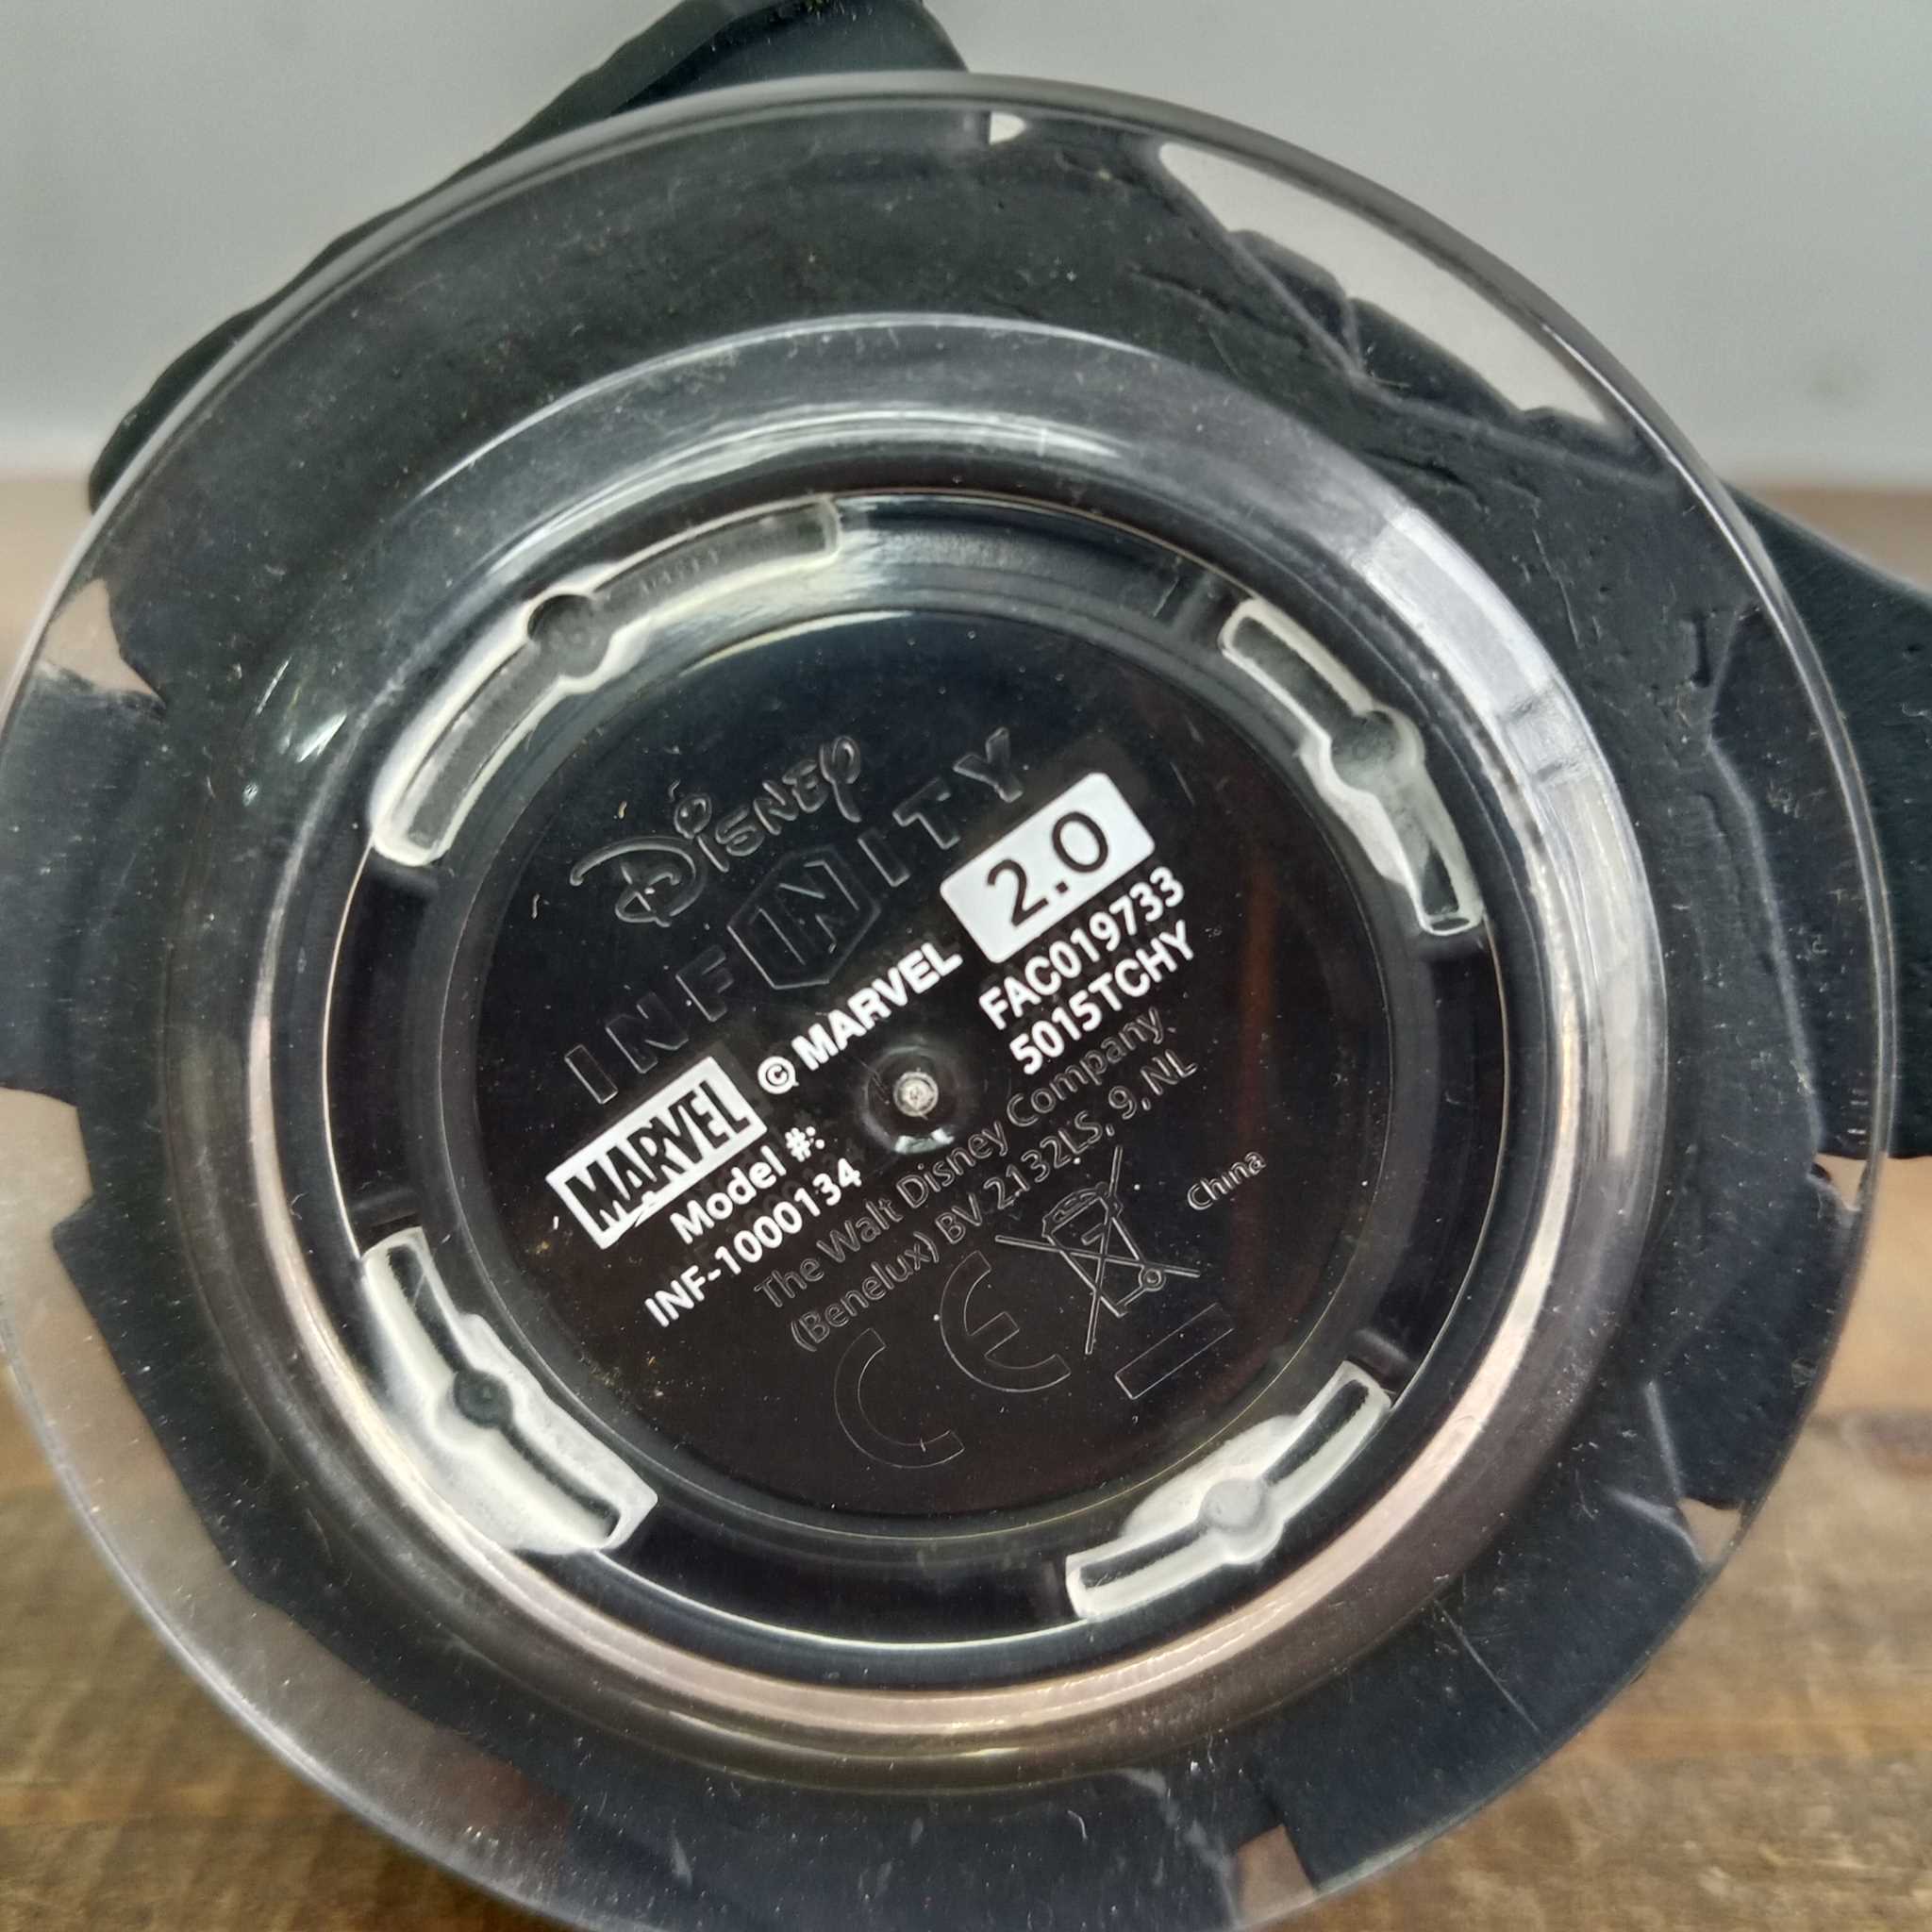 Disney
INFINITY
2.0
MARVEL
© MARVEL
FAC019733
5015TCHY
Model #:
INF-1000134
The Walt Disney Company
(Benelux) BV 2132LS, 9, NL
CE
China